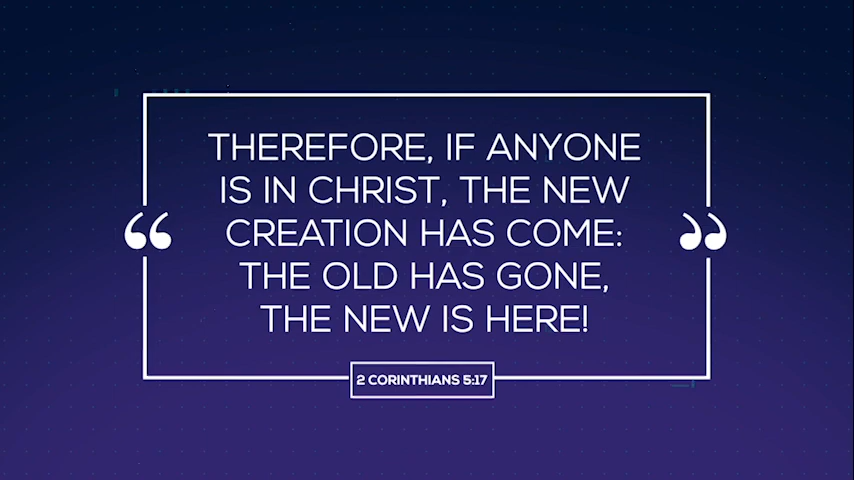 THEREFORE, IF ANYONE
IS IN CHRIST, THE NEW
CREATION HAS COME:
THE OLD HAS GONE,
THE NEW IS HERE!
2 CORINTHIANS 5:17